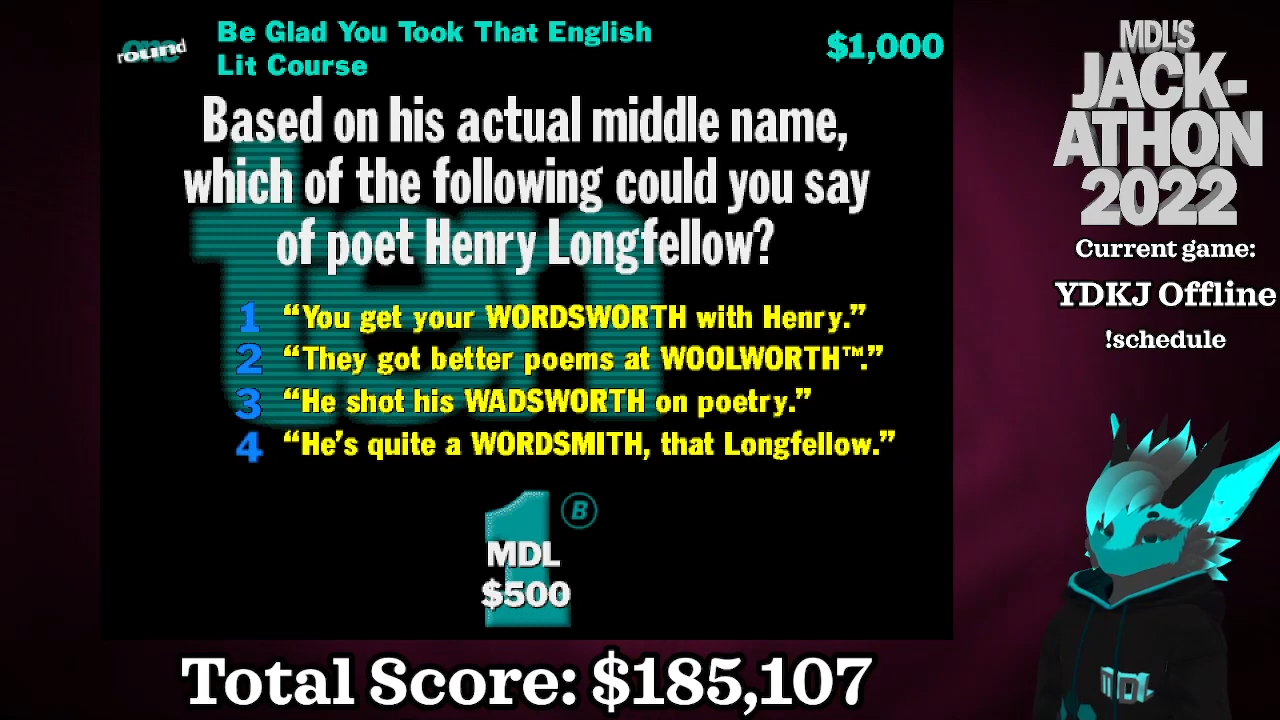 round one
Be Glad You Took That English
Lit Course
$1,000
Based on his actual middle name,
which of the following could you say
of poet Henry Longfellow?
ten
1 “You get your WORDSWORTH with Henry.”
2 “They got better poems at WOOLWORTH™.”
3 “He shot his WADSWORTH on poetry.”
4 “He’s quite a WORDSMITH, that Longfellow.”
1 B
MDL
$500
Total Score: $185,107
MDL'S
JACK-
ATHON
2022
Current game:
YDKJ Offline
!schedule
MDL